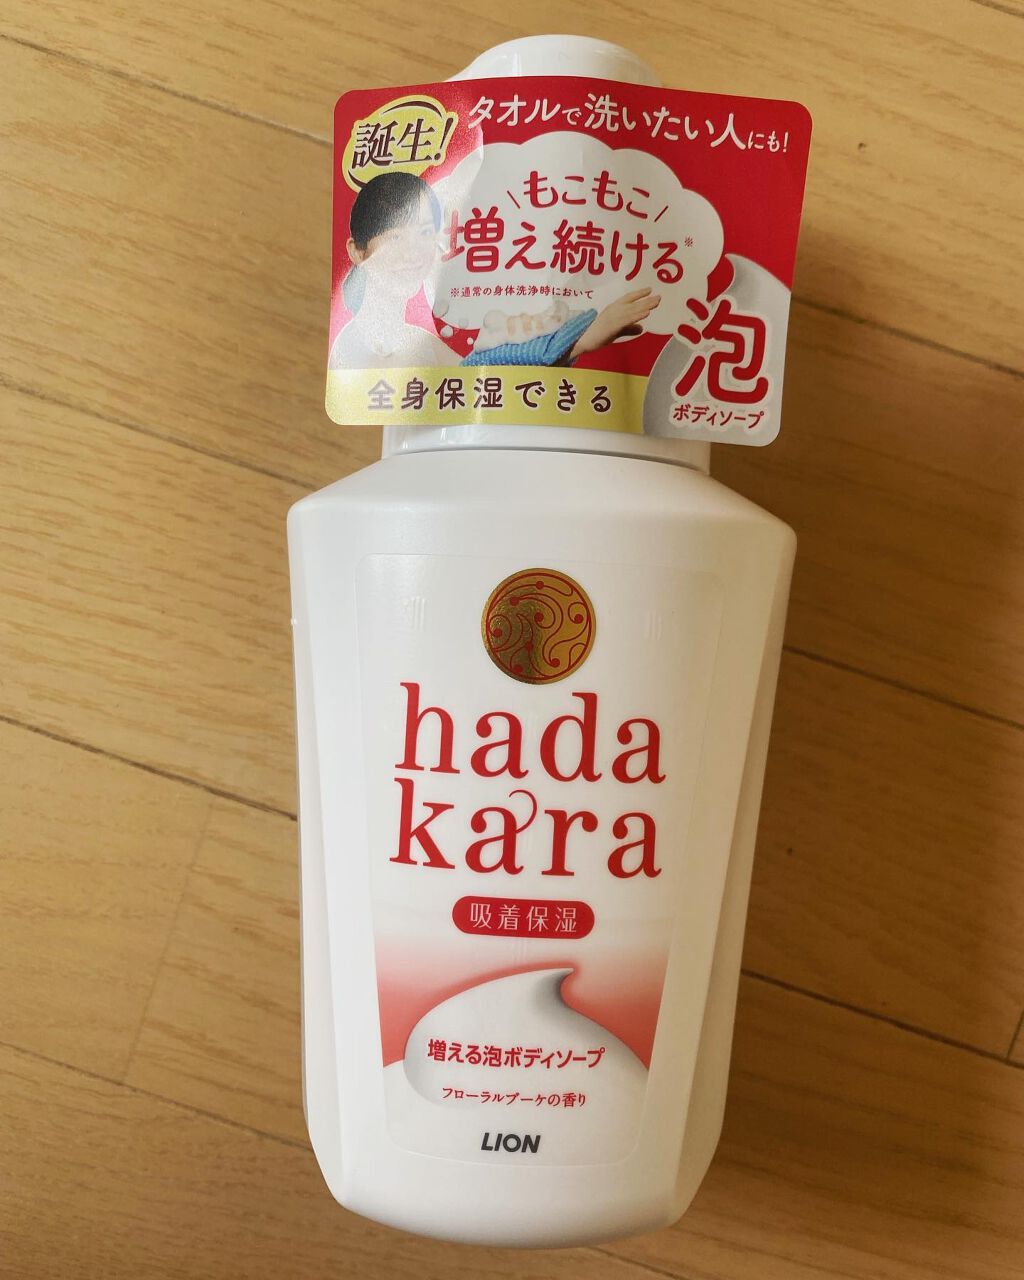 誕生!
タオルで洗いたい人にも!
\もこもこ/
増え続ける※
※通常の身体洗浄時において
泡
ボディソープ
全身保湿できる
hada
kara
吸着保湿
増える泡ボディソープ
フローラルブーケの香り
LION